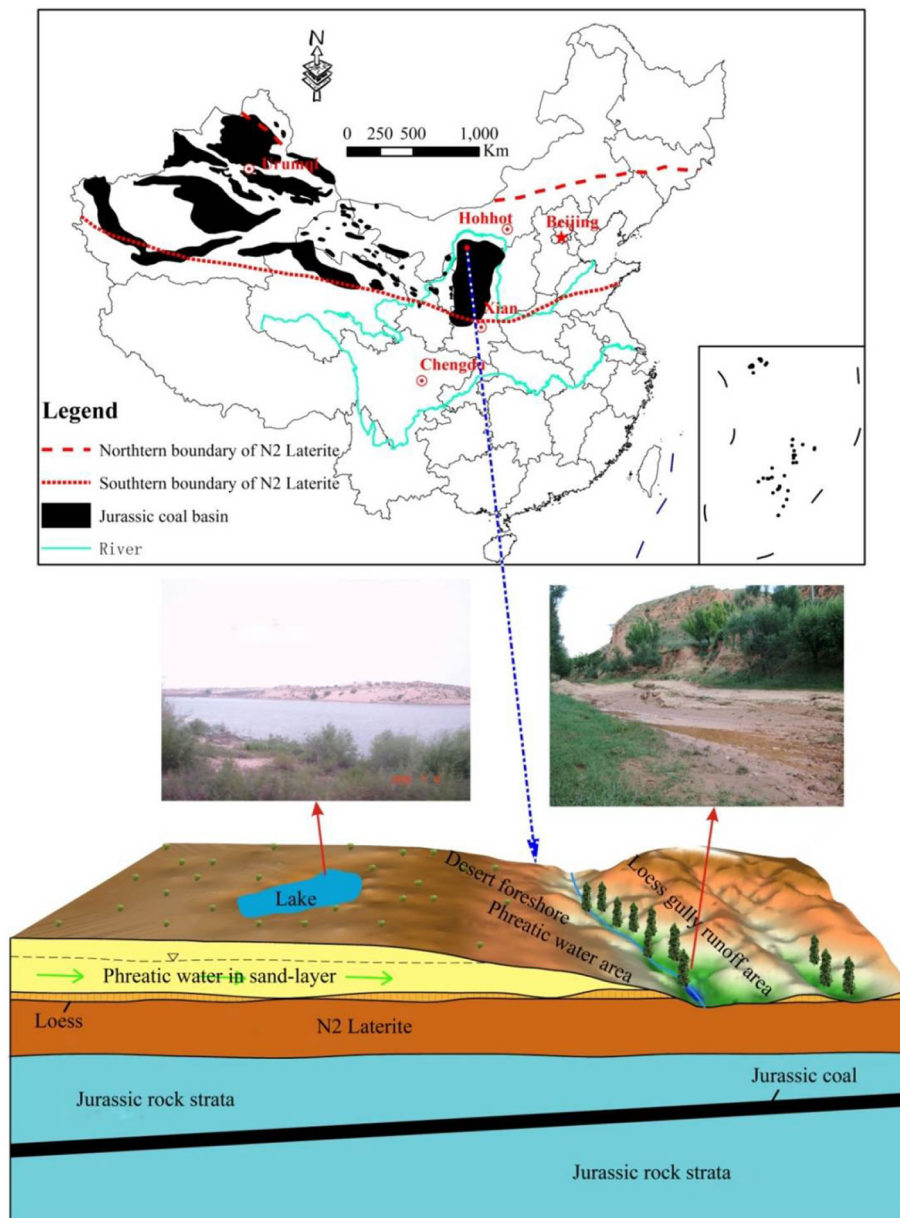 N
0 250 500 1,000
Km
Urumqi
Hohhot
Beijing
Xian
Chengdu
Legend
Northtern boundary of N2 Laterite
Southtern boundary of N2 Laterite
Jurassic coal basin
River
Desert foreshore
Phreatic water area
Loess gully runoff area
Lake
Phreatic water in sand-layer
Loess
N2 Laterite
Jurassic coal
Jurassic rock strata
Jurassic rock strata